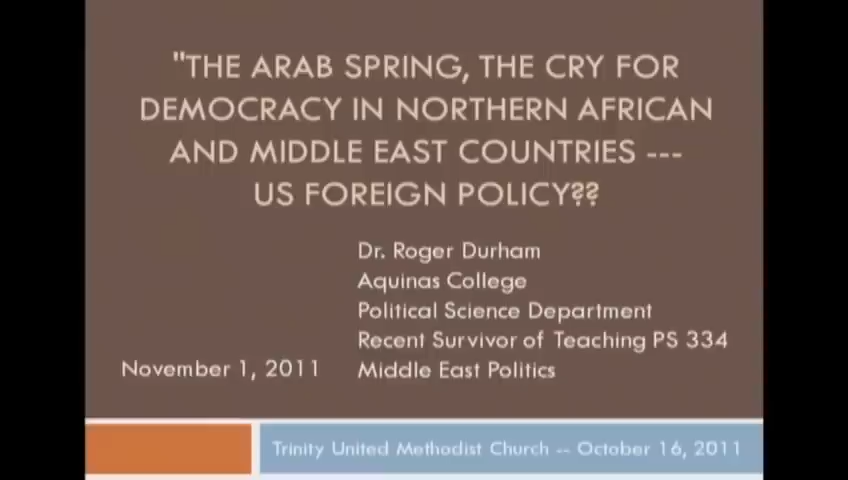 "THE ARAB SPRING, THE CRY FOR
DEMOCRACY IN NORTHERN AFRICAN
AND MIDDLE EAST COUNTRIES ---
US FOREIGN POLICY??
Dr. Roger Durham
Aquinas College
Political Science Department
Recent Survivor of Teaching PS 334
Middle East Politics
November 1, 2011
Trinity United Methodist Church -- October 16, 2011